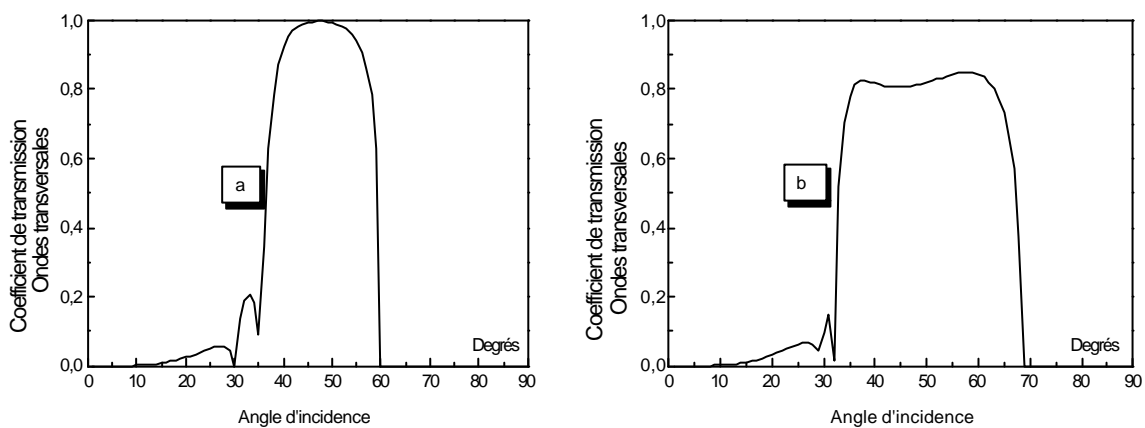 1,0
0,8
0,6
0,4
0,2
0,0
Coefficient de transmission
Ondes transversales
a
Degrés
0 10 20 30 40 50 60 70 80 90
Angle d'incidence
1,0
0,8
0,6
0,4
0,2
0,0
Coefficient de transmission
Ondes transversales
b
Degrés
0 10 20 30 40 50 60 70 80 90
Angle d'incidence